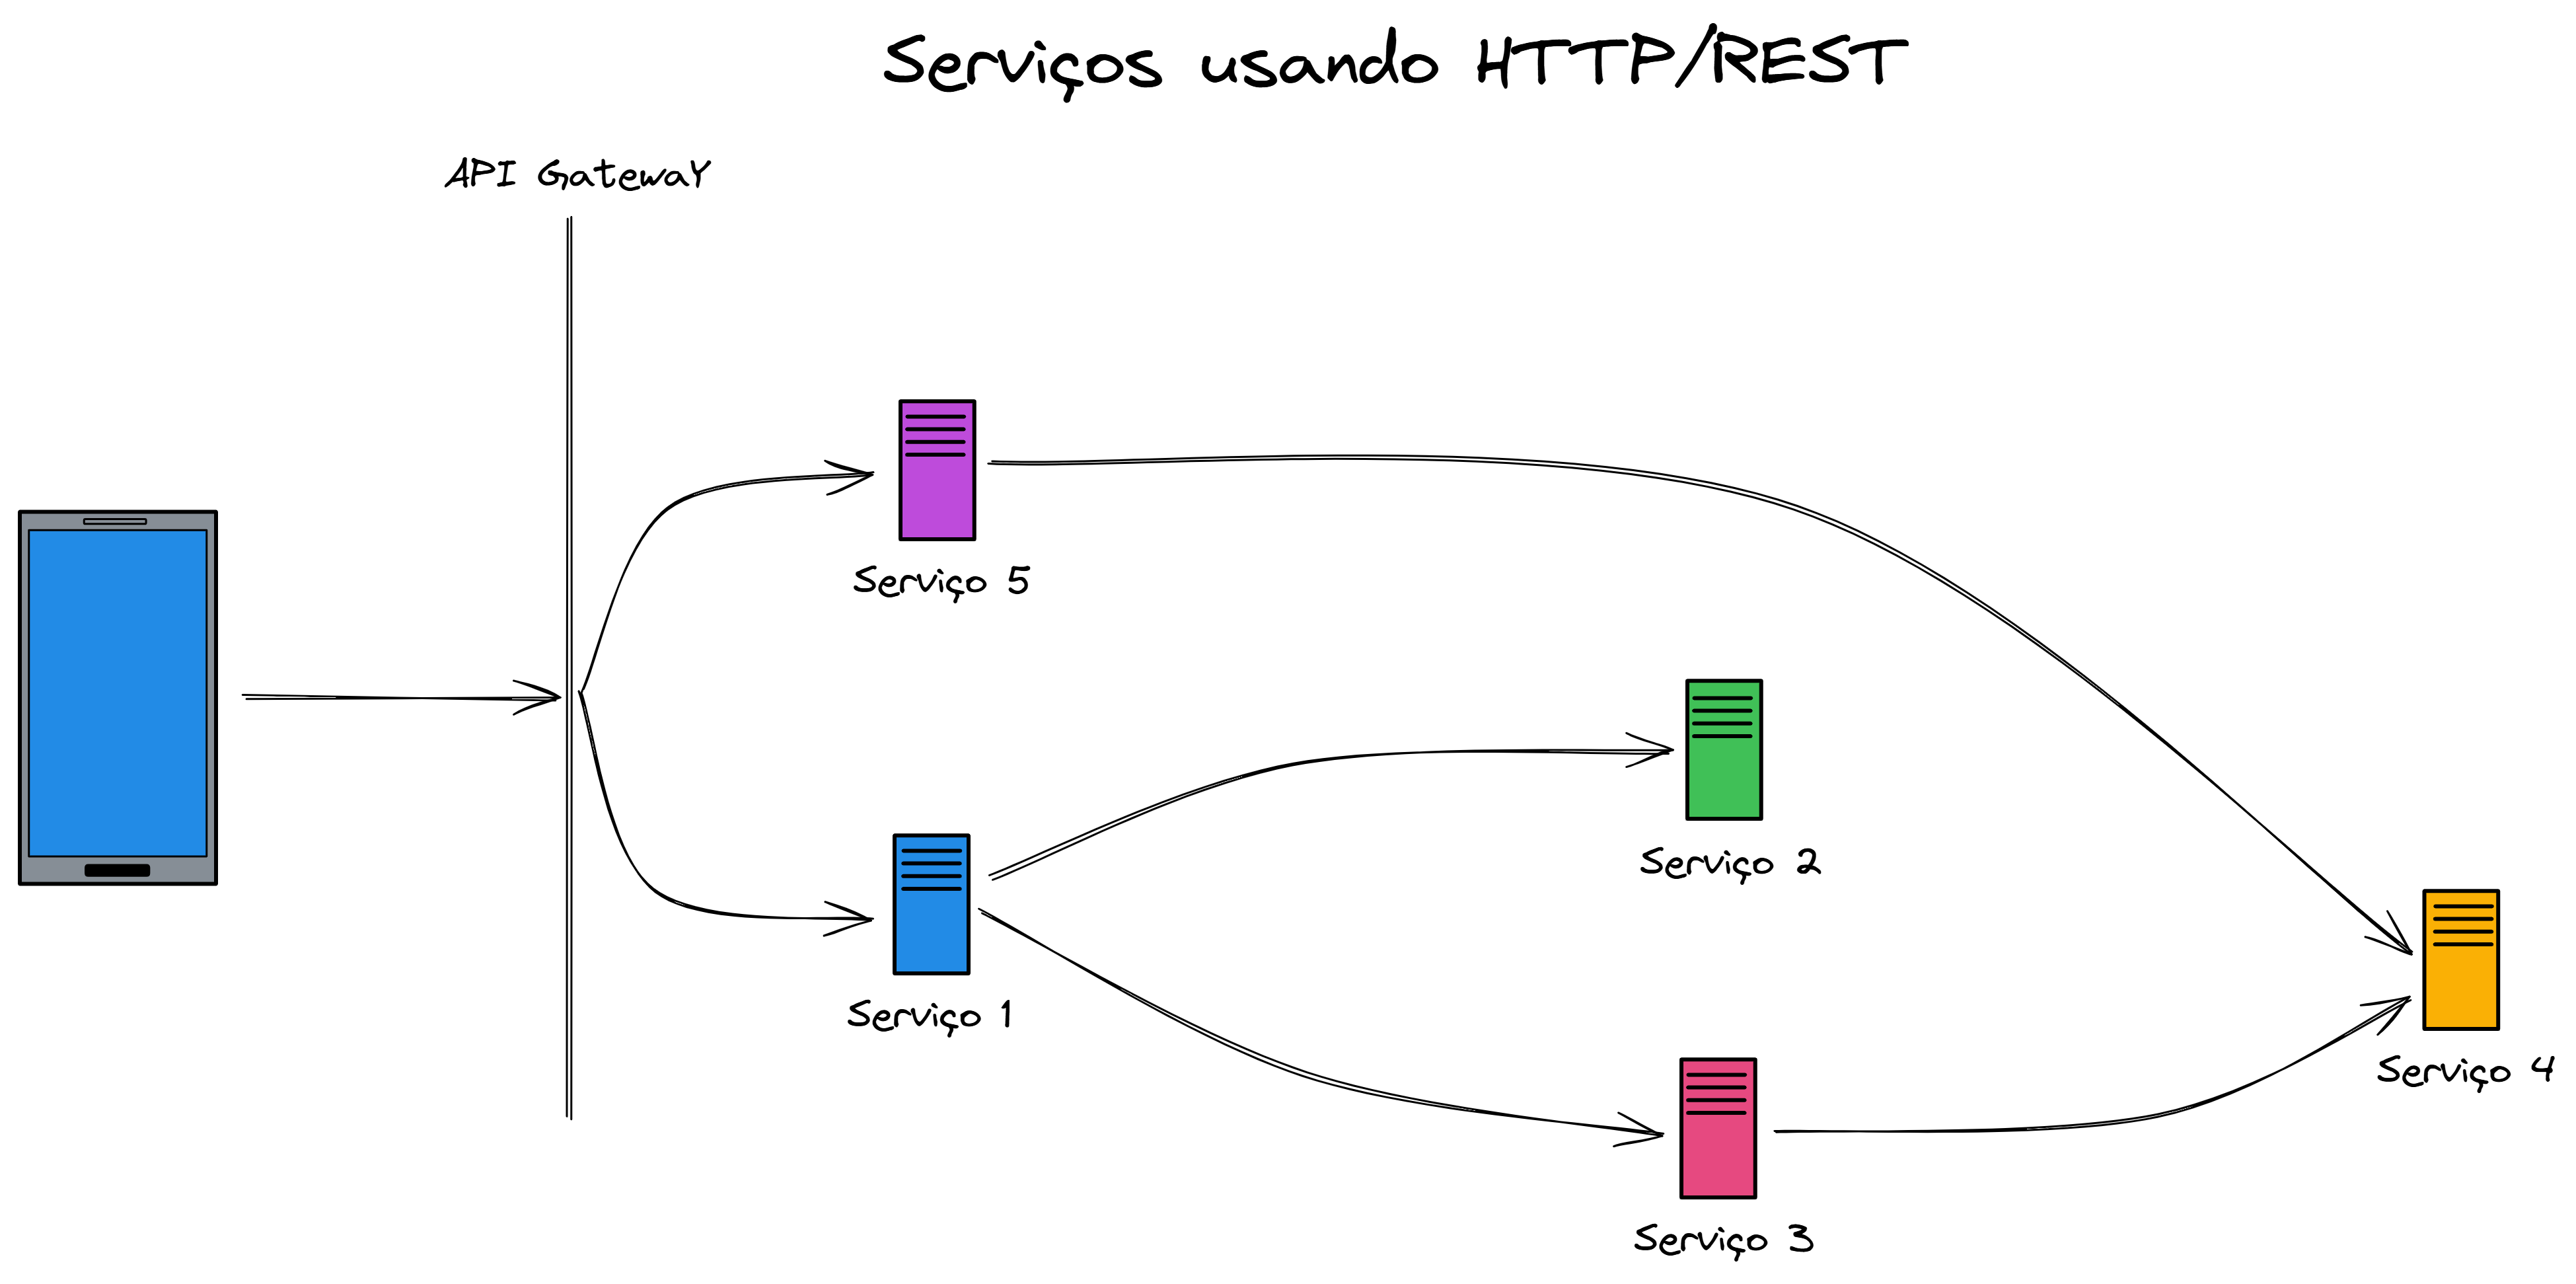 Serviços usando HTTP/REST
API GatewaY
Serviço 5
Serviço 2
Serviço 1
Serviço 4
Serviço 3